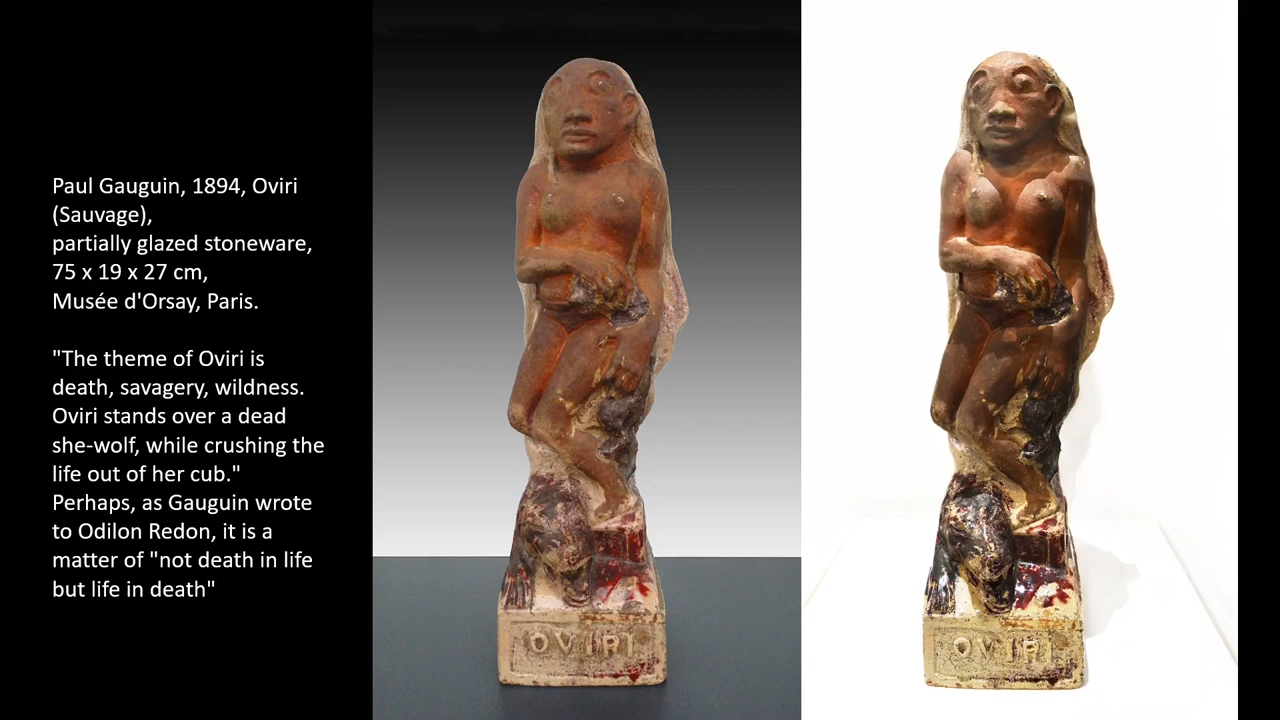 Paul Gauguin, 1894, Oviri
(Sauvage),
partially glazed stoneware,
75 x 19 x 27 cm,
Musée d'Orsay, Paris.
"The theme of Oviri is
death, savagery, wildness.
Oviri stands over a dead
she-wolf, while crushing the
life out of her cub."
Perhaps, as Gauguin wrote
to Odilon Redon, it is a
matter of "not death in life
but life in death"
OVIRI
OVIRI